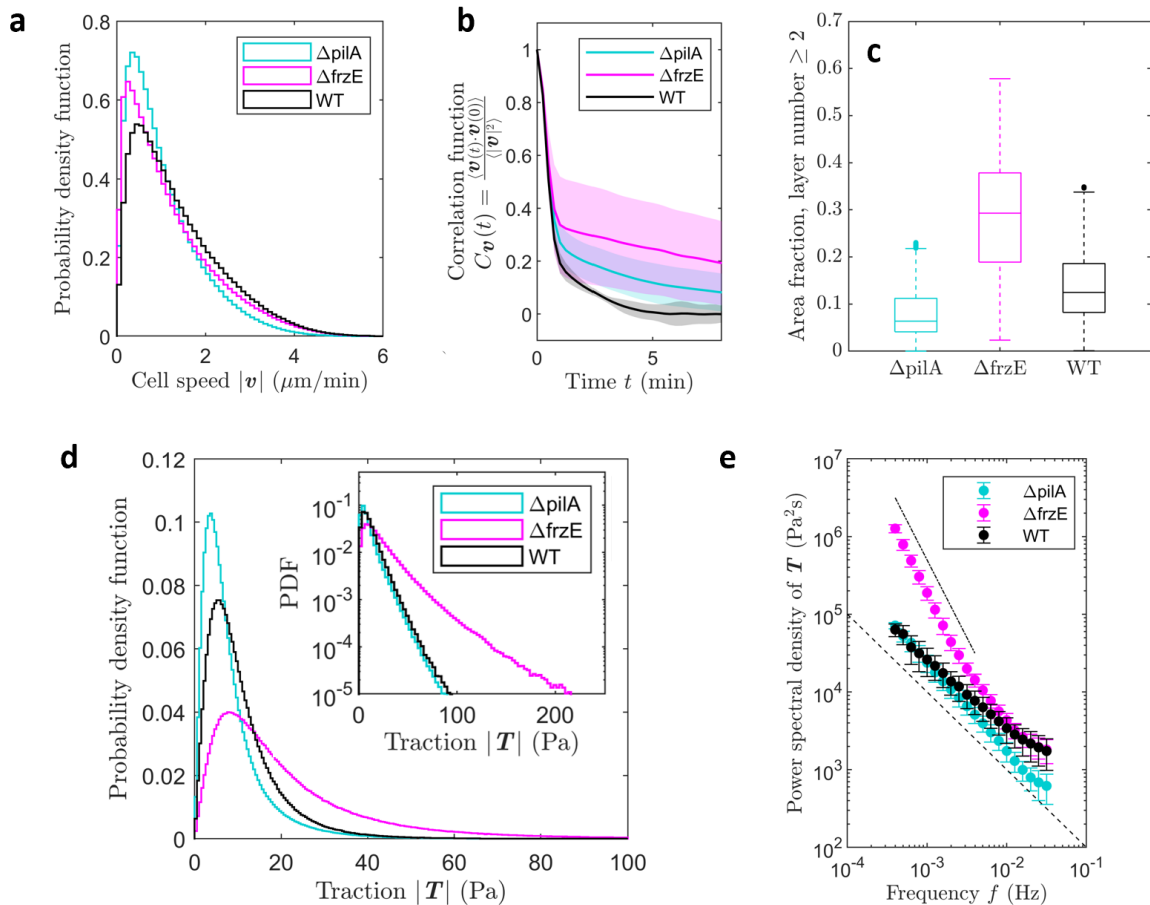 a
Probability density function
0.8
0.6
0.4
0.2
0
0
2
4
6
Cell speed |v| (μm/min)
ΔpilA
ΔfrzE
WT
b
Correlation function
C_v(t) = ⟨v(t)·v(0)⟩ / ⟨|v|²⟩
1
0.8
0.6
0.4
0.2
0
0
5
Time t (min)
ΔpilA
ΔfrzE
WT
c
Area fraction, layer number ≥ 2
0.7
0.6
0.5
0.4
0.3
0.2
0.1
0
ΔpilA
ΔfrzE
WT
d
Probability density function
0.12
0.1
0.08
0.06
0.04
0.02
0
0
20
40
60
80
100
Traction |T| (Pa)
PDF
10⁻¹
10⁻²
10⁻³
10⁻⁴
10⁻⁵
0
100
200
Traction |T| (Pa)
ΔpilA
ΔfrzE
WT
e
Power spectral density of T (Pa²s)
10⁷
10⁶
10⁵
10⁴
10³
10²
10⁻⁴
10⁻³
10⁻²
10⁻¹
Frequency f (Hz)
ΔpilA
ΔfrzE
WT